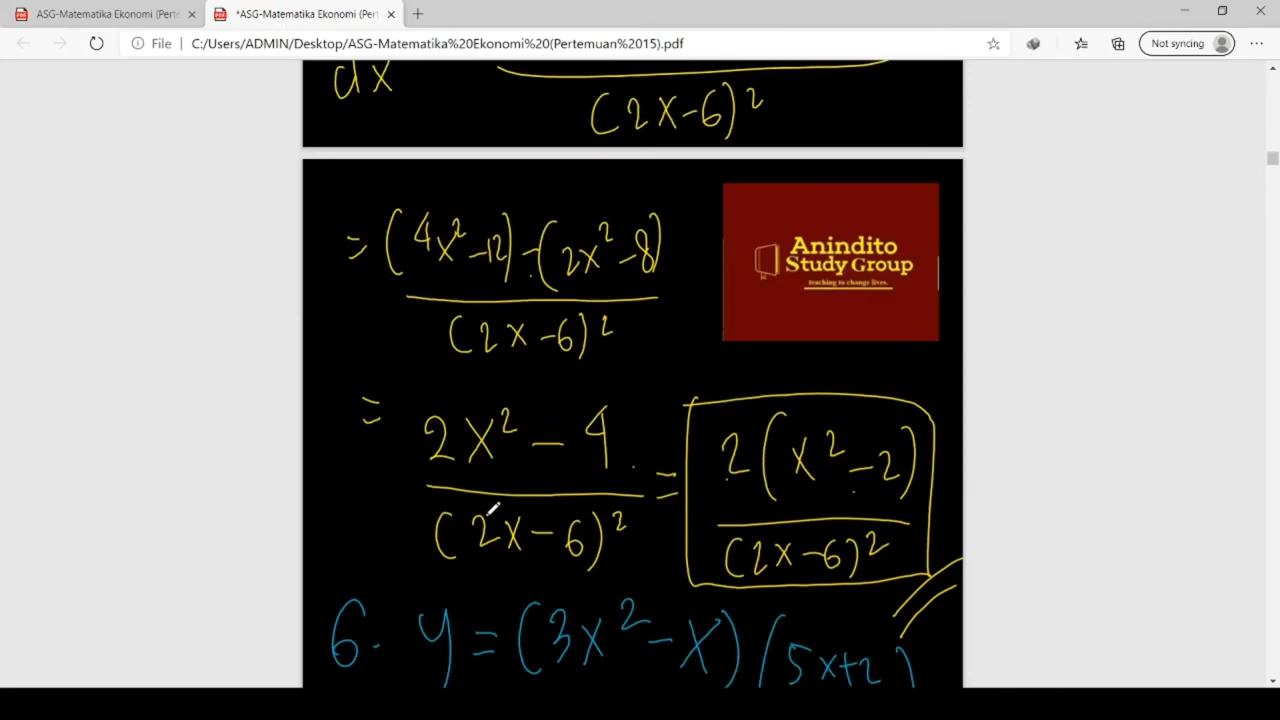 ASG-Matematika Ekonomi (Perte
*ASG-Matematika Ekonomi (Pert
File
C:/Users/ADMIN/Desktop/ASG-Matematika%20Ekonomi%20(Pertemuan%2015).pdf
Not syncing
dx
(2x-6)²
= (4x²-12) - (2x²-8)
(2x-6)²
Anindito
Study Group
teaching to change lives.
= 2x² - 4 = 2(x²-2)
(2x-6)² (2x-6)²
6. y = (3x²-x) (5x+2)